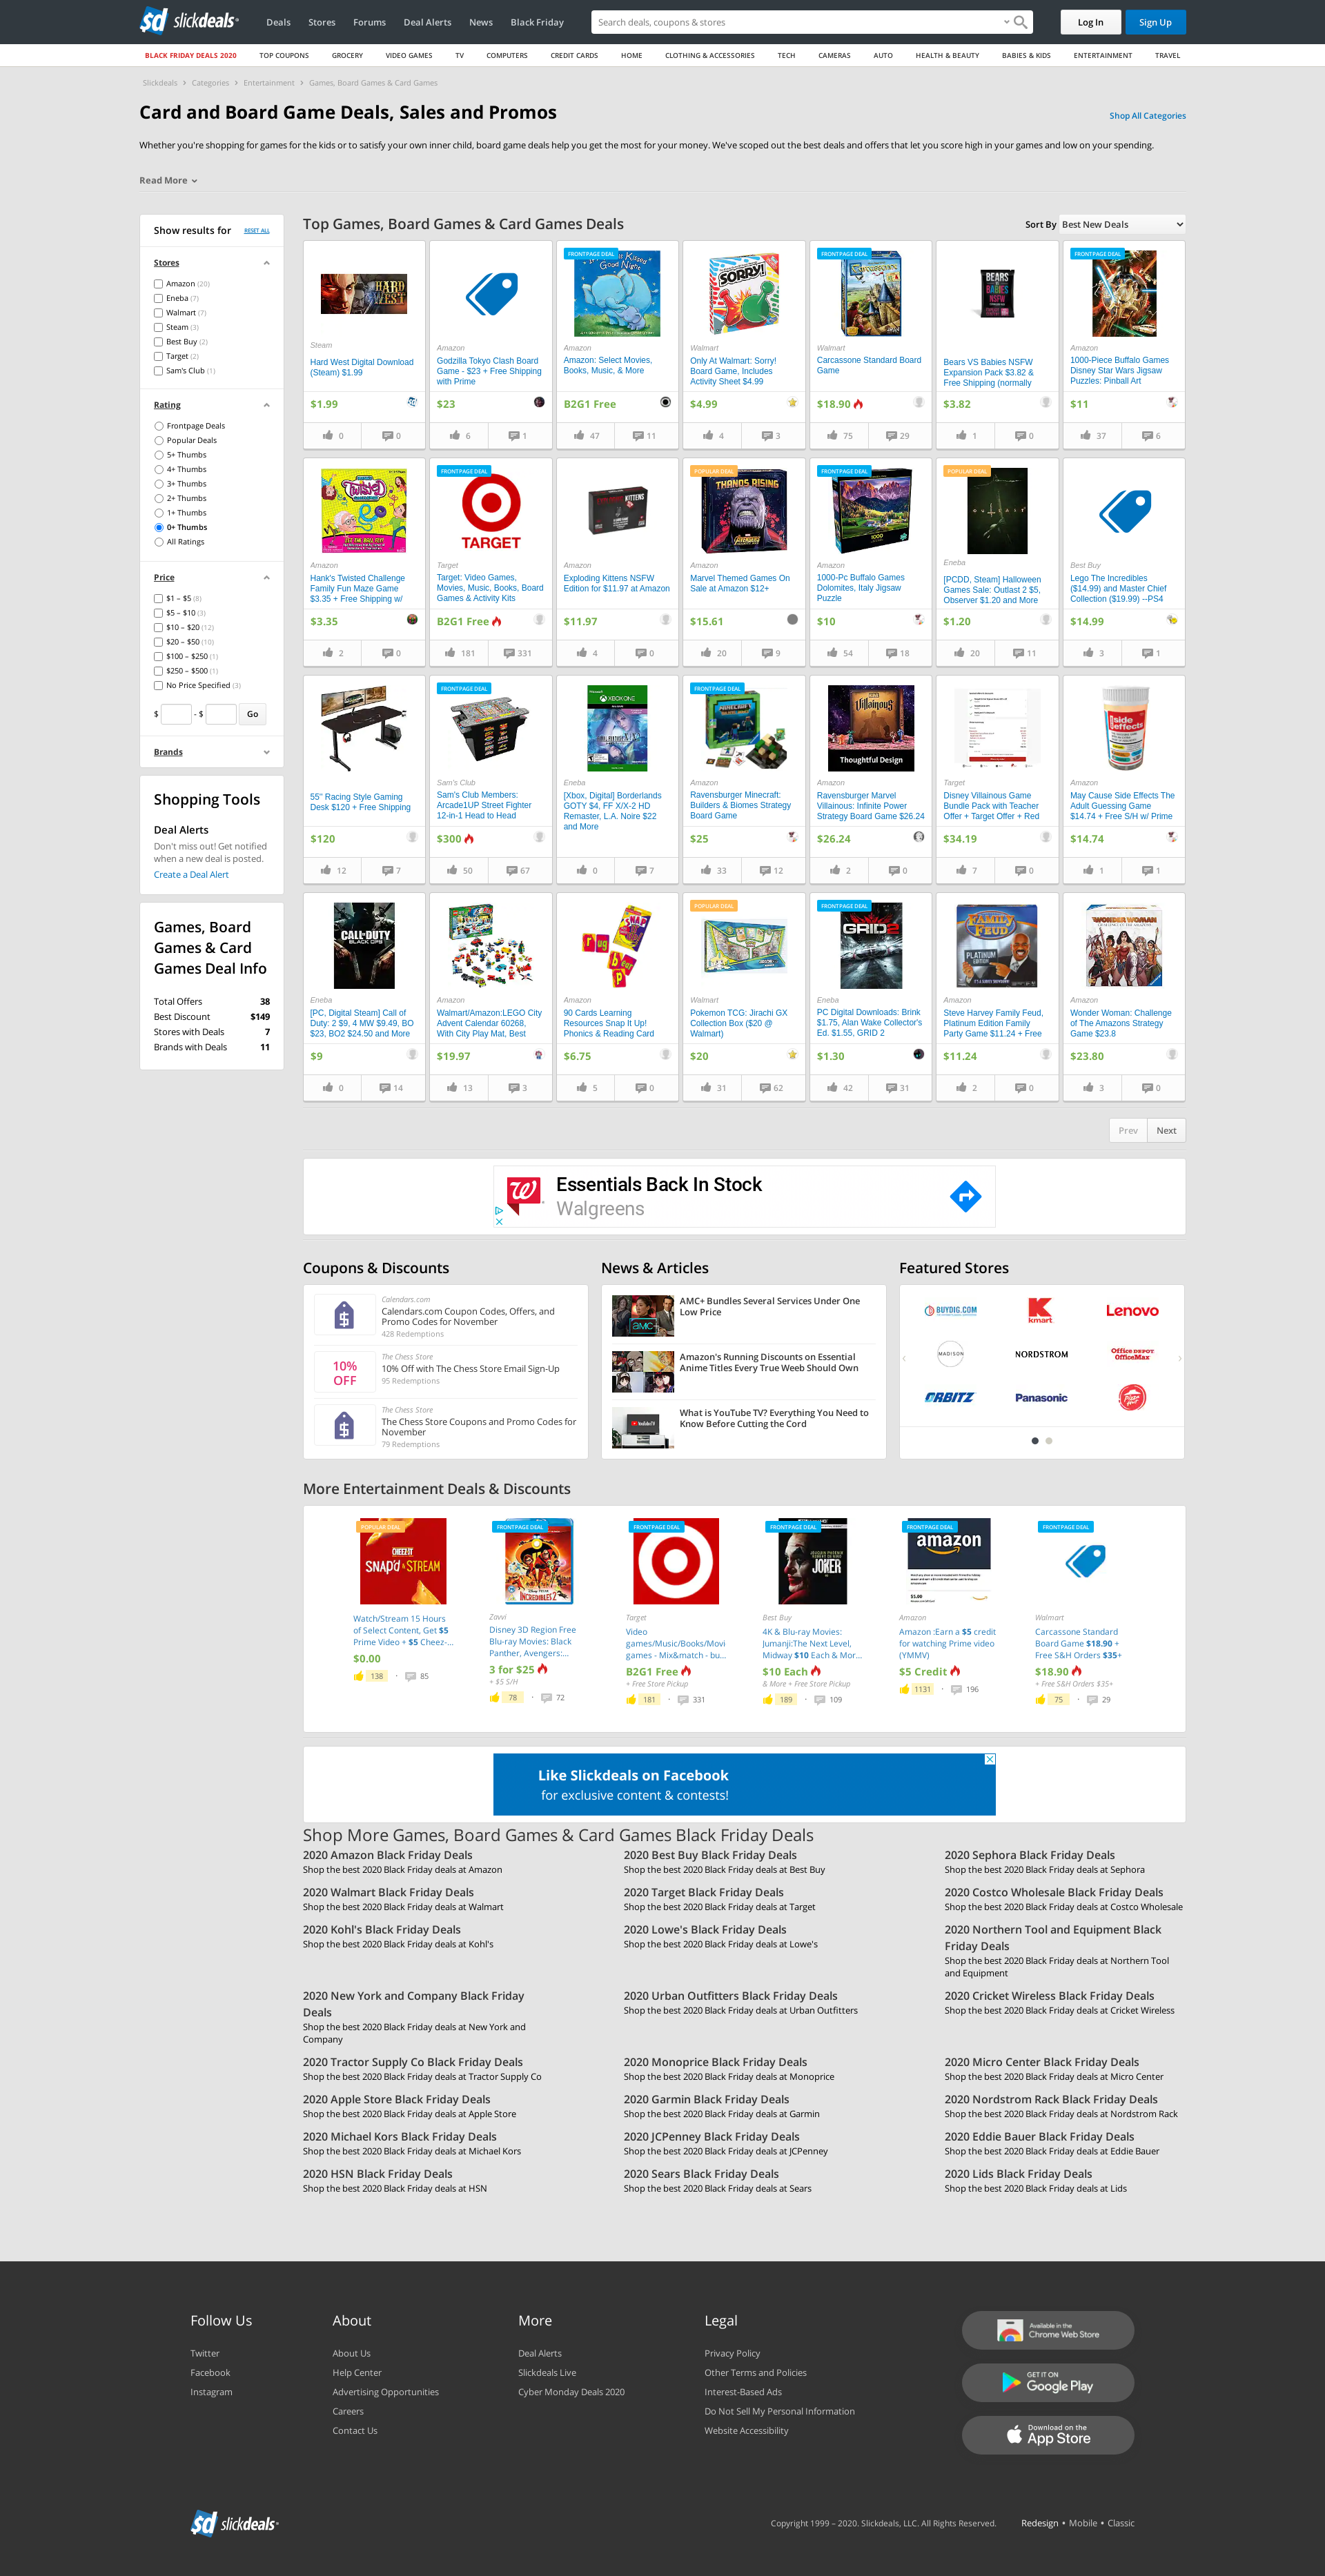 slickdeals
Deals Stores Forums Deal Alerts News Black Friday
Search deals, coupons & stores
Log In
Sign Up
BLACK FRIDAY DEALS 2020 TOP COUPONS GROCERY VIDEO GAMES TV COMPUTERS CREDIT CARDS HOME CLOTHING & ACCESSORIES TECH CAMERAS AUTO HEALTH & BEAUTY BABIES & KIDS ENTERTAINMENT TRAVEL
Slickdeals > Categories > Entertainment > Games, Board Games & Card Games
Card and Board Game Deals, Sales and Promos
Shop All Categories
Whether you're shopping for games for the kids or to satisfy your own inner child, board game deals help you get the most for your money. We've scoped out the best deals and offers that let you score high in your games and low on your spending.
Read More
Show results for RESET ALL
Stores
Amazon (20)
Eneba (7)
Walmart (7)
Steam (3)
Best Buy (2)
Target (2)
Sam's Club (1)
Rating
Frontpage Deals
Popular Deals
5+ Thumbs
4+ Thumbs
3+ Thumbs
2+ Thumbs
1+ Thumbs
0+ Thumbs
All Ratings
Price
$1 – $5 (8)
$5 – $10 (3)
$10 – $20 (12)
$20 – $50 (10)
$100 – $250 (1)
$250 – $500 (1)
No Price Specified (3)
$ - $ Go
Brands
Shopping Tools
Deal Alerts
Don't miss out! Get notified
when a new deal is posted.
Create a Deal Alert
Games, Board
Games & Card
Games Deal Info
Total Offers 38
Best Discount $149
Stores with Deals 7
Brands with Deals 11
Top Games, Board Games & Card Games Deals
Sort By Best New Deals
HARD WEST
Steam
Hard West Digital Download
(Steam) $1.99
$1.99
0 0
Amazon
Godzilla Tokyo Clash Board
Game - $23 + Free Shipping
with Prime
$23
6 1
FRONTPAGE DEAL
Good Night
Amazon
Amazon: Select Movies,
Books, Music, & More
B2G1 Free
47 11
SORRY!
Walmart
Only At Walmart: Sorry!
Board Game, Includes
Activity Sheet $4.99
$4.99
4 3
FRONTPAGE DEAL
Carcassonne
Walmart
Carcassone Standard Board
Game
$18.90
75 29
BEARS VS BABIES NSFW
Bears VS Babies NSFW
Expansion Pack $3.82 &
Free Shipping (normally
$3.82
1 0
FRONTPAGE DEAL
Amazon
1000-Piece Buffalo Games
Disney Star Wars Jigsaw
Puzzles: Pinball Art
$11
37 6
Twisted
Amazon
Hank's Twisted Challenge
Family Fun Maze Game
$3.35 + Free Shipping w/
$3.35
2 0
FRONTPAGE DEAL
TARGET
Target
Target: Video Games,
Movies, Music, Books, Board
Games & Activity Kits
B2G1 Free
181 331
KITTENS
Amazon
Exploding Kittens NSFW
Edition for $11.97 at Amazon
$11.97
4 0
POPULAR DEAL
THANOS RISING
AVENGERS
Amazon
Marvel Themed Games On
Sale at Amazon $12+
$15.61
20 9
FRONTPAGE DEAL
1000
Amazon
1000-Pc Buffalo Games
Dolomites, Italy Jigsaw
Puzzle
$10
54 18
POPULAR DEAL
OUTLAST
Eneba
[PCDD, Steam] Halloween
Games Sale: Outlast 2 $5,
Observer $1.20 and More
$1.20
20 11
Best Buy
Lego The Incredibles
($14.99) and Master Chief
Collection ($19.99) --PS4
$14.99
3 1
55" Racing Style Gaming
Desk $120 + Free Shipping
$120
12 7
FRONTPAGE DEAL
Sam's Club
Sam's Club Members:
Arcade1UP Street Fighter
12-in-1 Head to Head
$300
50 67
XBOX ONE
Eneba
[Xbox, Digital] Borderlands
GOTY $4, FF X/X-2 HD
Remaster, L.A. Noire $22
and More
0 7
FRONTPAGE DEAL
MINECRAFT
Amazon
Ravensburger Minecraft:
Builders & Biomes Strategy
Board Game
$25
33 12
Villainous
Thoughtful Design
Amazon
Ravensburger Marvel
Villainous: Infinite Power
Strategy Board Game $26.24
$26.24
2 0
Target
Disney Villainous Game
Bundle Pack with Teacher
Offer + Target Offer + Red
$34.19
7 0
side effects
Amazon
May Cause Side Effects The
Adult Guessing Game
$14.74 + Free S/H w/ Prime
$14.74
1 1
CALL OF DUTY
BLACK OPS
Eneba
[PC, Digital Steam] Call of
Duty: 2 $9, 4 MW $9.49, BO
$23, BO2 $24.50 and More
$9
0 14
Amazon
Walmart/Amazon:LEGO City
Advent Calendar 60268,
With City Play Mat, Best
$19.97
13 3
SNAP
Amazon
90 Cards Learning
Resources Snap It Up!
Phonics & Reading Card
$6.75
5 0
POPULAR DEAL
Walmart
Pokemon TCG: Jirachi GX
Collection Box ($20 @
Walmart)
$20
31 62
FRONTPAGE DEAL
GRID 2
Eneba
PC Digital Downloads: Brink
$1.75, Alan Wake Collector's
Ed. $1.55, GRID 2
$1.30
42 31
FAMILY FEUD
PLATINUM EDITION
Amazon
Steve Harvey Family Feud,
Platinum Edition Family
Party Game $11.24 + Free
$11.24
2 0
WONDER WOMAN
Amazon
Wonder Woman: Challenge
of The Amazons Strategy
Game $23.8
$23.80
3 0
Prev Next
Essentials Back In Stock
Walgreens
Coupons & Discounts
Calendars.com
Calendars.com Coupon Codes, Offers, and
Promo Codes for November
428 Redemptions
10% OFF
The Chess Store
10% Off with The Chess Store Email Sign-Up
95 Redemptions
The Chess Store
The Chess Store Coupons and Promo Codes for
November
79 Redemptions
News & Articles
AMC+
AMC+ Bundles Several Services Under One
Low Price
Amazon's Running Discounts on Essential
Anime Titles Every True Weeb Should Own
YouTubeTV
What is YouTube TV? Everything You Need to
Know Before Cutting the Cord
Featured Stores
BUYDIG.COM
kmart
Lenovo
MADISON
NORDSTROM
Office DEPOT
OfficeMax
ORBITZ
Panasonic
Pizza Hut
More Entertainment Deals & Discounts
POPULAR DEAL
CHEEZ-IT
SNAP'd & STREAM
Watch/Stream 15 Hours
of Select Content, Get $5
Prime Video + $5 Cheez-...
$0.00
138 · 85
FRONTPAGE DEAL
INCREDIBLES 2
Zavvi
Disney 3D Region Free
Blu-ray Movies: Black
Panther, Avengers:...
3 for $25
+ $5 S/H
78 · 72
FRONTPAGE DEAL
Target
Video
games/Music/Books/Movi
games - Mix&match - bu...
B2G1 Free
+ Free Store Pickup
181 · 331
FRONTPAGE DEAL
JOKER
Best Buy
4K & Blu-ray Movies:
Jumanji:The Next Level,
Midway $10 Each & Mor...
$10 Each
& More + Free Store Pickup
189 · 109
FRONTPAGE DEAL
amazon
$5.00
Amazon
Amazon :Earn a $5 credit
for watching Prime video
(YMMV)
$5 Credit
1131 · 196
FRONTPAGE DEAL
Walmart
Carcassone Standard
Board Game $18.90 +
Free S&H Orders $35+
$18.90
+ Free S&H Orders $35+
75 · 29
Like Slickdeals on Facebook
for exclusive content & contests!
Shop More Games, Board Games & Card Games Black Friday Deals
2020 Amazon Black Friday Deals
Shop the best 2020 Black Friday deals at Amazon
2020 Best Buy Black Friday Deals
Shop the best 2020 Black Friday deals at Best Buy
2020 Sephora Black Friday Deals
Shop the best 2020 Black Friday deals at Sephora
2020 Walmart Black Friday Deals
Shop the best 2020 Black Friday deals at Walmart
2020 Target Black Friday Deals
Shop the best 2020 Black Friday deals at Target
2020 Costco Wholesale Black Friday Deals
Shop the best 2020 Black Friday deals at Costco Wholesale
2020 Kohl's Black Friday Deals
Shop the best 2020 Black Friday deals at Kohl's
2020 Lowe's Black Friday Deals
Shop the best 2020 Black Friday deals at Lowe's
2020 Northern Tool and Equipment Black
Friday Deals
Shop the best 2020 Black Friday deals at Northern Tool
and Equipment
2020 New York and Company Black Friday
Deals
Shop the best 2020 Black Friday deals at New York and
Company
2020 Urban Outfitters Black Friday Deals
Shop the best 2020 Black Friday deals at Urban Outfitters
2020 Cricket Wireless Black Friday Deals
Shop the best 2020 Black Friday deals at Cricket Wireless
2020 Tractor Supply Co Black Friday Deals
Shop the best 2020 Black Friday deals at Tractor Supply Co
2020 Monoprice Black Friday Deals
Shop the best 2020 Black Friday deals at Monoprice
2020 Micro Center Black Friday Deals
Shop the best 2020 Black Friday deals at Micro Center
2020 Apple Store Black Friday Deals
Shop the best 2020 Black Friday deals at Apple Store
2020 Garmin Black Friday Deals
Shop the best 2020 Black Friday deals at Garmin
2020 Nordstrom Rack Black Friday Deals
Shop the best 2020 Black Friday deals at Nordstrom Rack
2020 Michael Kors Black Friday Deals
Shop the best 2020 Black Friday deals at Michael Kors
2020 JCPenney Black Friday Deals
Shop the best 2020 Black Friday deals at JCPenney
2020 Eddie Bauer Black Friday Deals
Shop the best 2020 Black Friday deals at Eddie Bauer
2020 HSN Black Friday Deals
Shop the best 2020 Black Friday deals at HSN
2020 Sears Black Friday Deals
Shop the best 2020 Black Friday deals at Sears
2020 Lids Black Friday Deals
Shop the best 2020 Black Friday deals at Lids
Follow Us
Twitter
Facebook
Instagram
About
About Us
Help Center
Advertising Opportunities
Careers
Contact Us
More
Deal Alerts
Slickdeals Live
Cyber Monday Deals 2020
Legal
Privacy Policy
Other Terms and Policies
Interest-Based Ads
Do Not Sell My Personal Information
Website Accessibility
Available in the
Chrome Web Store
GET IT ON
Google Play
Download on the
App Store
slickdeals
Copyright 1999 – 2020. Slickdeals, LLC. All Rights Reserved.
Redesign • Mobile • Classic